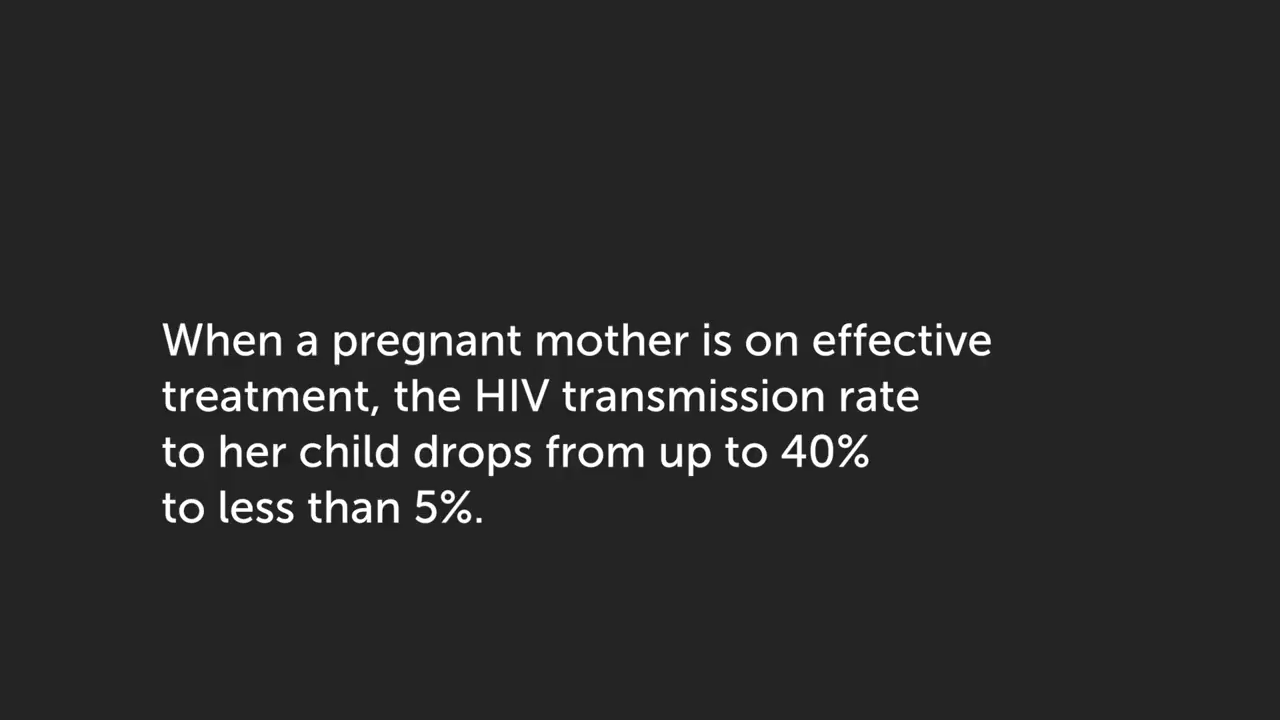 When a pregnant mother is on effective
treatment, the HIV transmission rate
to her child drops from up to 40%
to less than 5%.